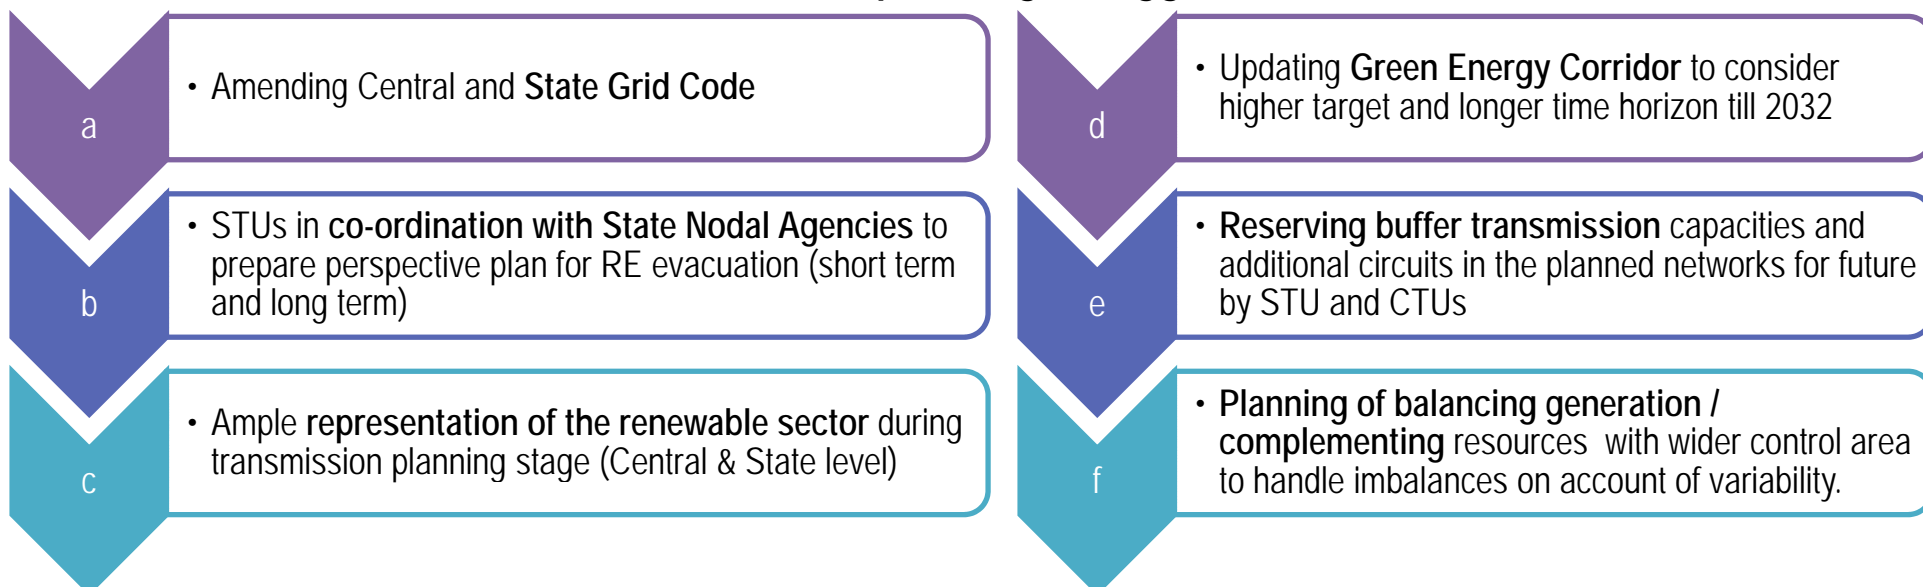 a
• Amending Central and State Grid Code
b
• STUs in co-ordination with State Nodal Agencies to
prepare perspective plan for RE evacuation (short term
and long term)
c
• Ample representation of the renewable sector during
transmission planning stage (Central & State level)
d
• Updating Green Energy Corridor to consider
higher target and longer time horizon till 2032
e
• Reserving buffer transmission capacities and
additional circuits in the planned networks for future
by STU and CTUs
f
• Planning of balancing generation /
complementing resources with wider control area
to handle imbalances on account of variability.